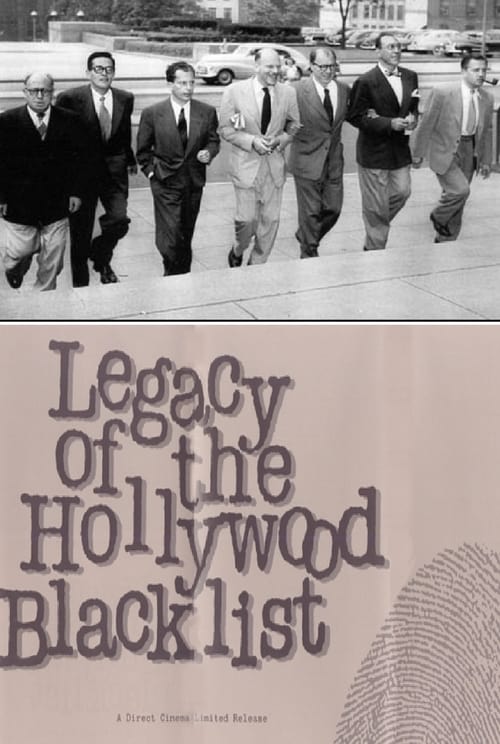 Legacy
of the
Hollywood
Blacklist
A Direct Cinema Limited Release